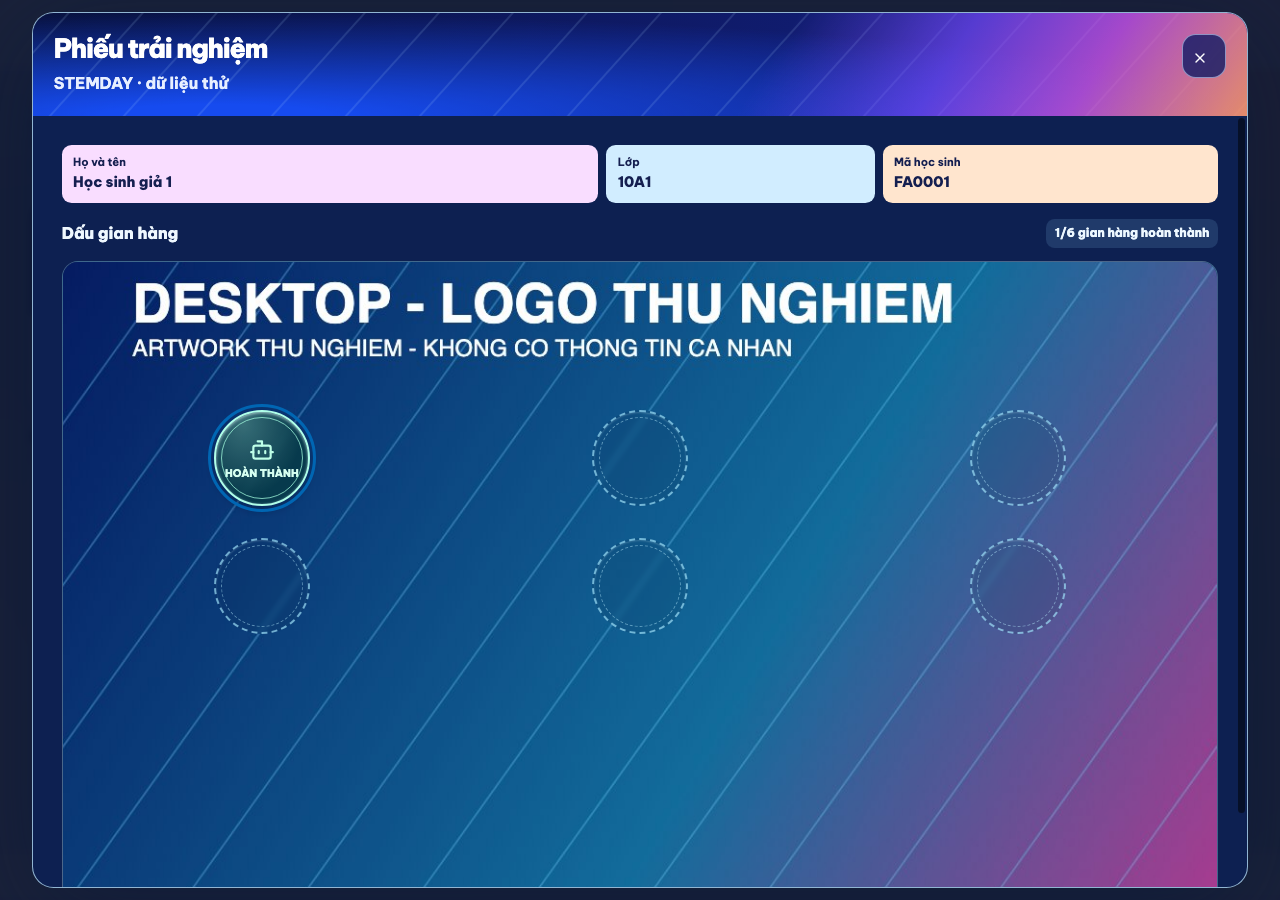 Phiếu trải nghiệm
STEMDAY · dữ liệu thử
×
Họ và tên
Học sinh giả 1
Lớp
10A1
Mã học sinh
FA0001
Dấu gian hàng
1/6 gian hàng hoàn thành
DESKTOP - LOGO THU NGHIEM
ARTWORK THU NGHIEM - KHONG CO THONG TIN CA NHAN
HOÀN THÀNH